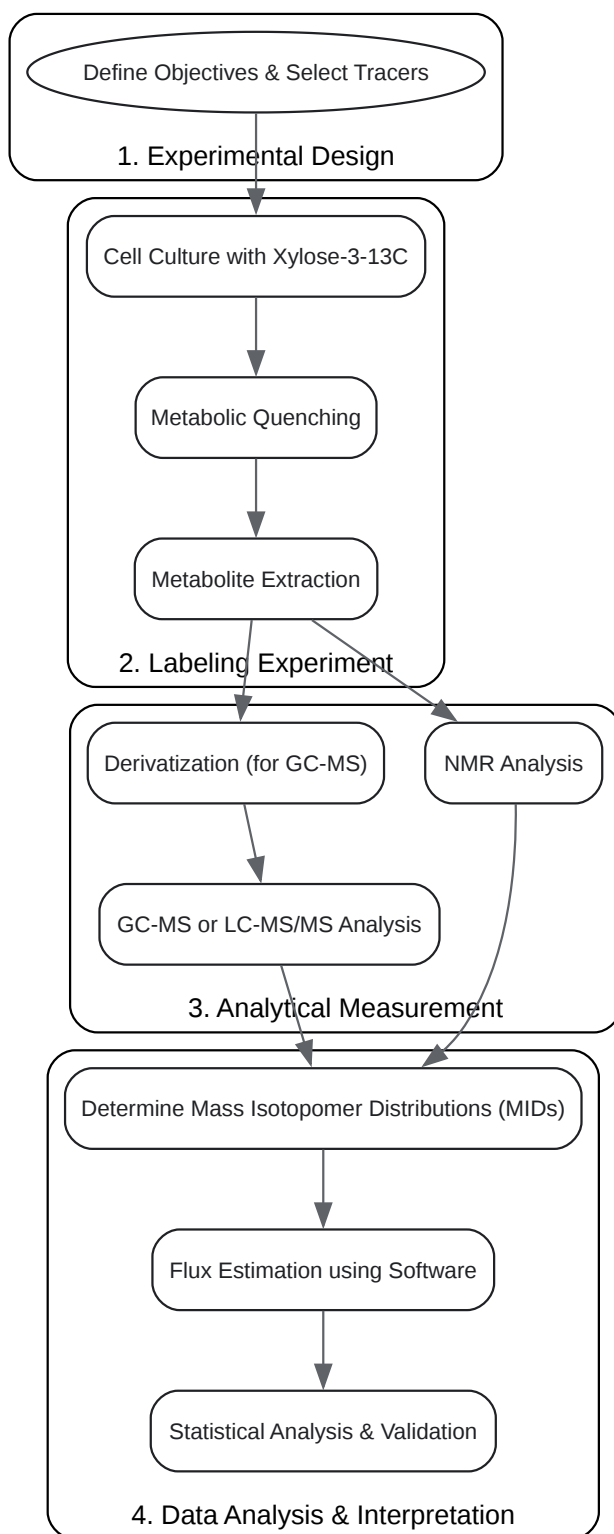 Define Objectives & Select Tracers
1. Experimental Design
Cell Culture with Xylose-3-13C
Metabolic Quenching
Metabolite Extraction
2. Labeling Experiment
Derivatization (for GC-MS)
NMR Analysis
GC-MS or LC-MS/MS Analysis
3. Analytical Measurement
Determine Mass Isotopomer Distributions (MIDs)
Flux Estimation using Software
Statistical Analysis & Validation
4. Data Analysis & Interpretation